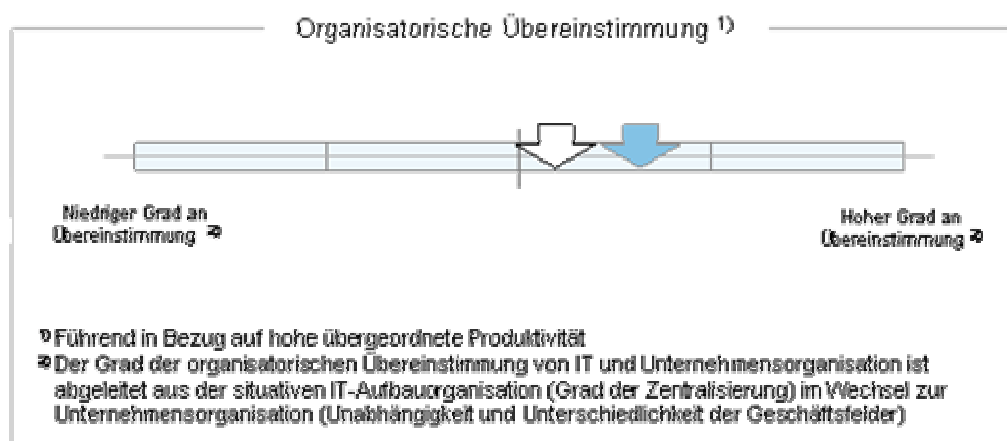 Organisatorische Übereinstimmung 1)
Niedriger Grad an
Übereinstimmung 2)
Hoher Grad an
Übereinstimmung 2)
1) Führend in Bezug auf hohe übergeordnete Produktivität
2) Der Grad der organisatorischen Übereinstimmung von IT und Unternehmensorganisation ist
abgeleitet aus der situativen IT-Aufbauorganisation (Grad der Zentralisierung) im Wechsel zur
Unternehmensorganisation (Unabhängigkeit und Unterschiedlichkeit der Geschäftsfelder)